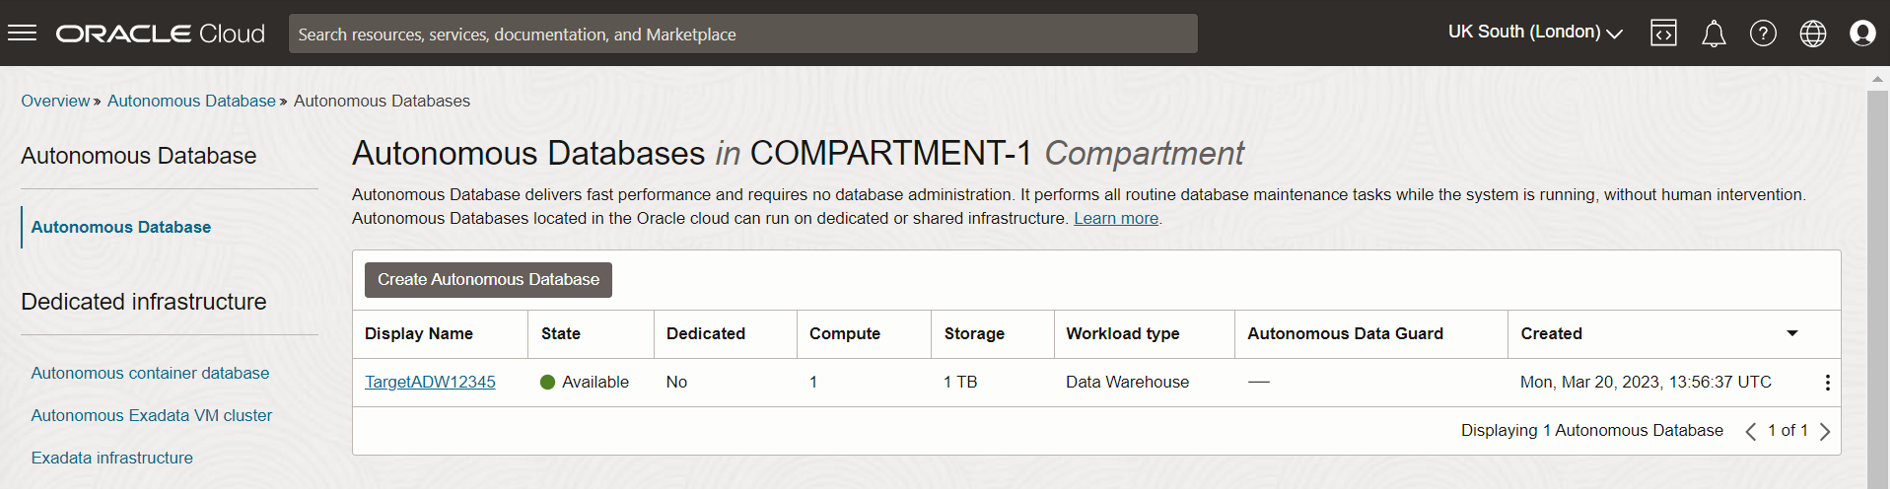 ORACLE Cloud
Search resources, services, documentation, and Marketplace
UK South (London)
Overview » Autonomous Database » Autonomous Databases
Autonomous Database
Autonomous Database
Dedicated infrastructure
Autonomous container database
Autonomous Exadata VM cluster
Exadata infrastructure
Autonomous Databases in COMPARTMENT-1 Compartment
Autonomous Database delivers fast performance and requires no database administration. It performs all routine database maintenance tasks while the system is running, without human intervention.
Autonomous Databases located in the Oracle cloud can run on dedicated or shared infrastructure. Learn more.
Create Autonomous Database
Display Name State Dedicated Compute Storage Workload type Autonomous Data Guard Created
TargetADW12345 Available No 1 1 TB Data Warehouse — Mon, Mar 20, 2023, 13:56:37 UTC
Displaying 1 Autonomous Database < 1 of 1 >